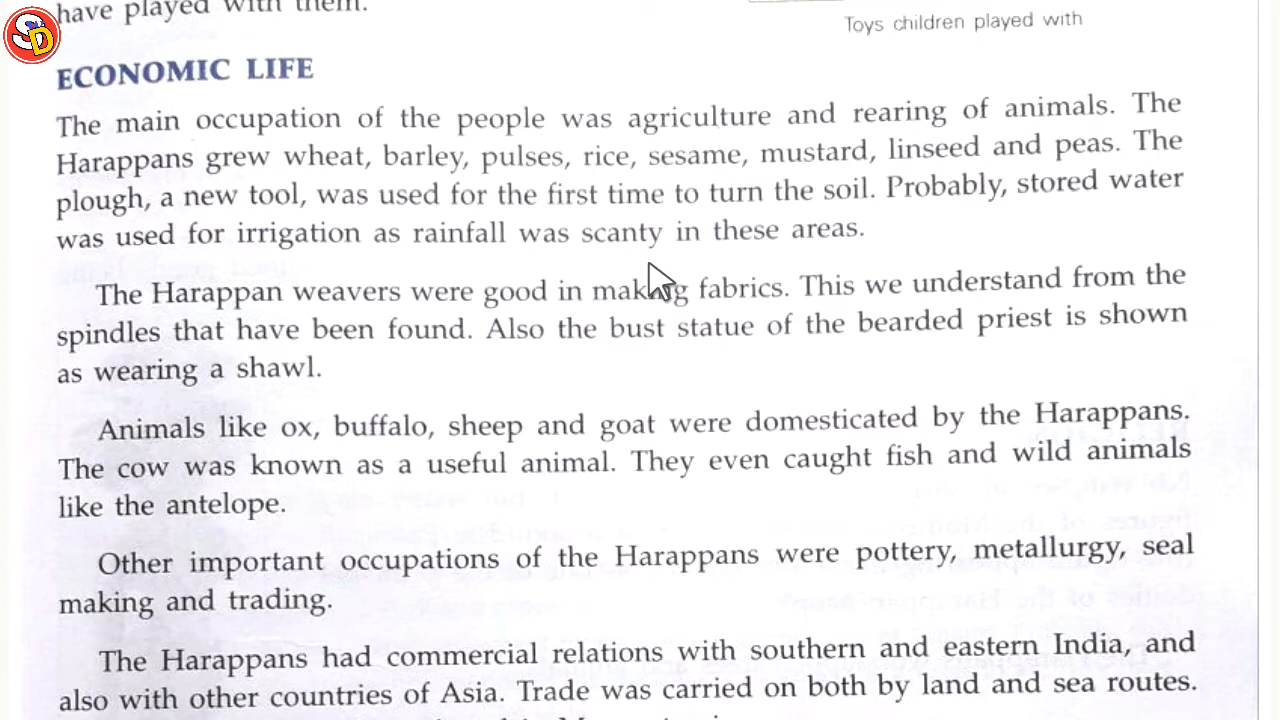 have played with them.
Toys children played with
SD
ECONOMIC LIFE
The main occupation of the people was agriculture and rearing of animals. The
Harappans grew wheat, barley, pulses, rice, sesame, mustard, linseed and peas. The
plough, a new tool, was used for the first time to turn the soil. Probably, stored water
was used for irrigation as rainfall was scanty in these areas.
The Harappan weavers were good in making fabrics. This we understand from the
spindles that have been found. Also the bust statue of the bearded priest is shown
as wearing a shawl.
Animals like ox, buffalo, sheep and goat were domesticated by the Harappans.
The cow was known as a useful animal. They even caught fish and wild animals
like the antelope.
Other important occupations of the Harappans were pottery, metallurgy, seal
making and trading.
The Harappans had commercial relations with southern and eastern India, and
also with other countries of Asia. Trade was carried on both by land and sea routes.